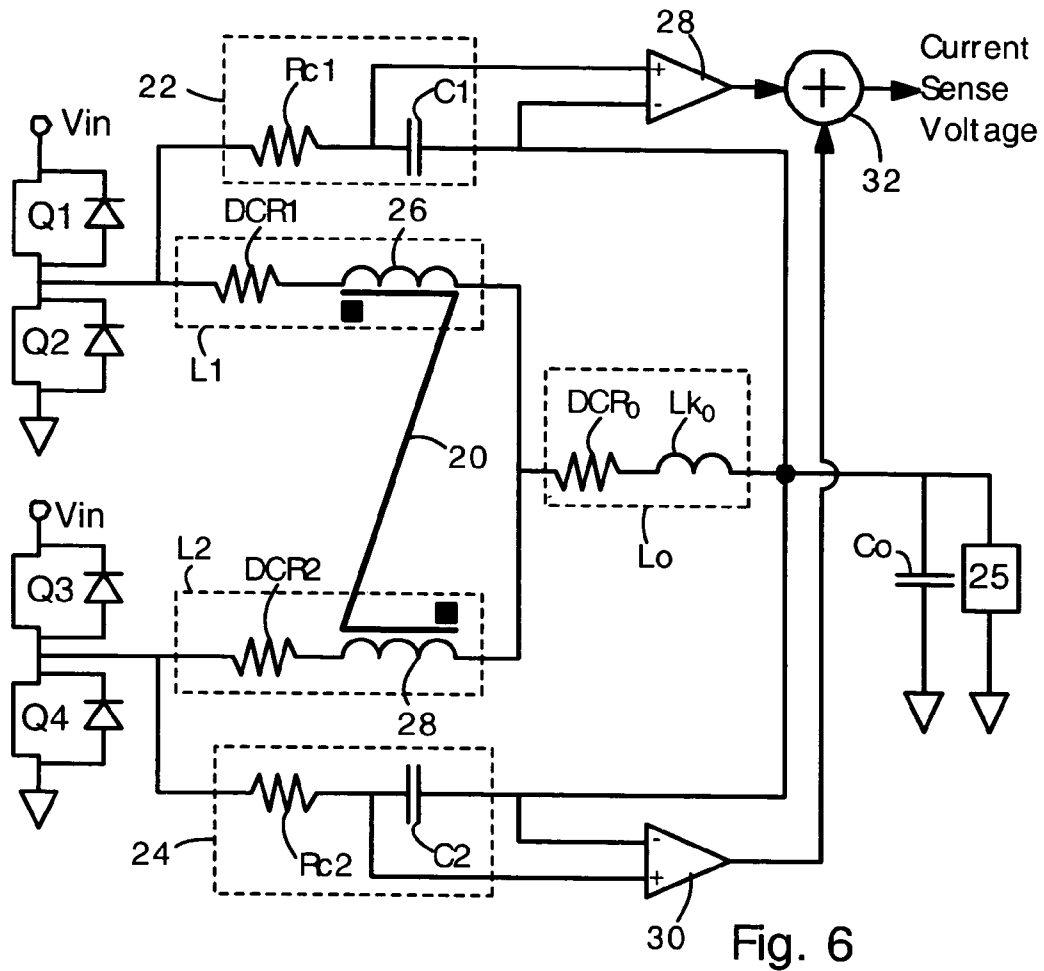 28
Rc1
22
C1
+
-
+
Current
Sense
Voltage
32
Vin
Q1
DCR1
26
Q2
L1
DCR0
Lk0
20
Lo
Vin
L2
Q3
DCR2
Co
25
Q4
28
24
Rc2
C2
-
+
30
Fig. 6